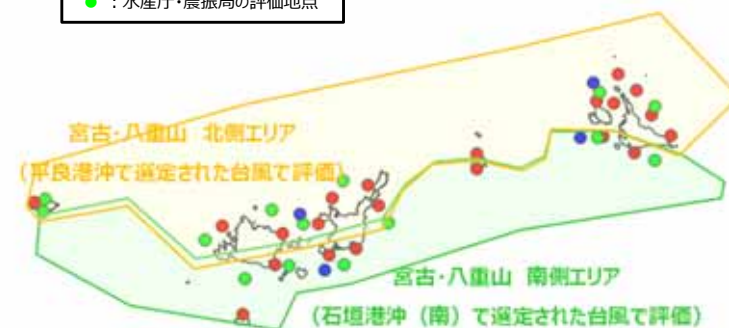 ●：水産庁・農振局の評価地点
宮古・八重山 北側エリア
（平良港沖で選定された台風で評価）
宮古・八重山 南側エリア
（石垣港沖（南）で選定された台風で評価）